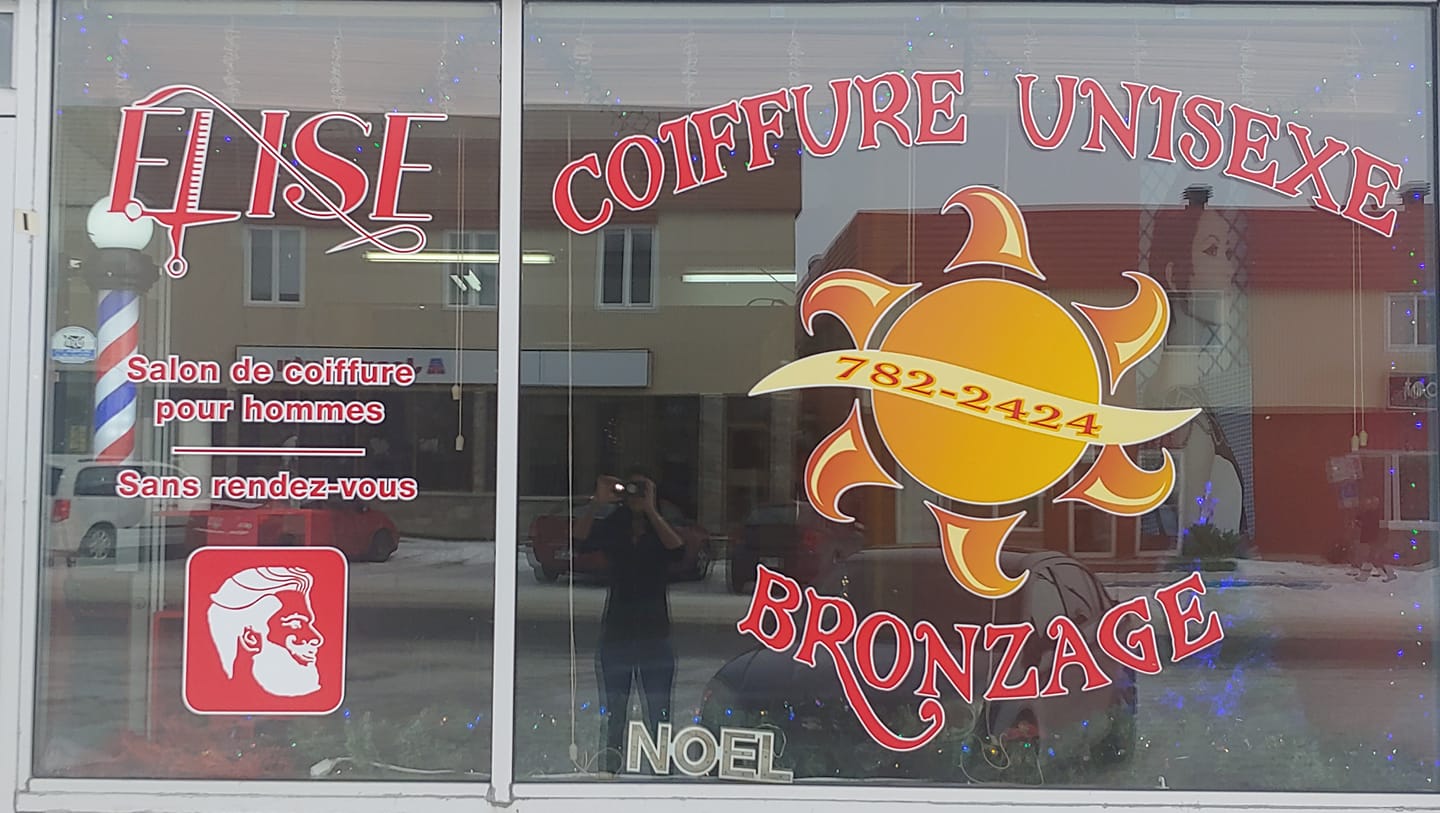 ELISE
Salon de coiffure
pour hommes
Sans rendez-vous
COIFFURE UNISEXE
782-2424
BRONZAGE
NOEL